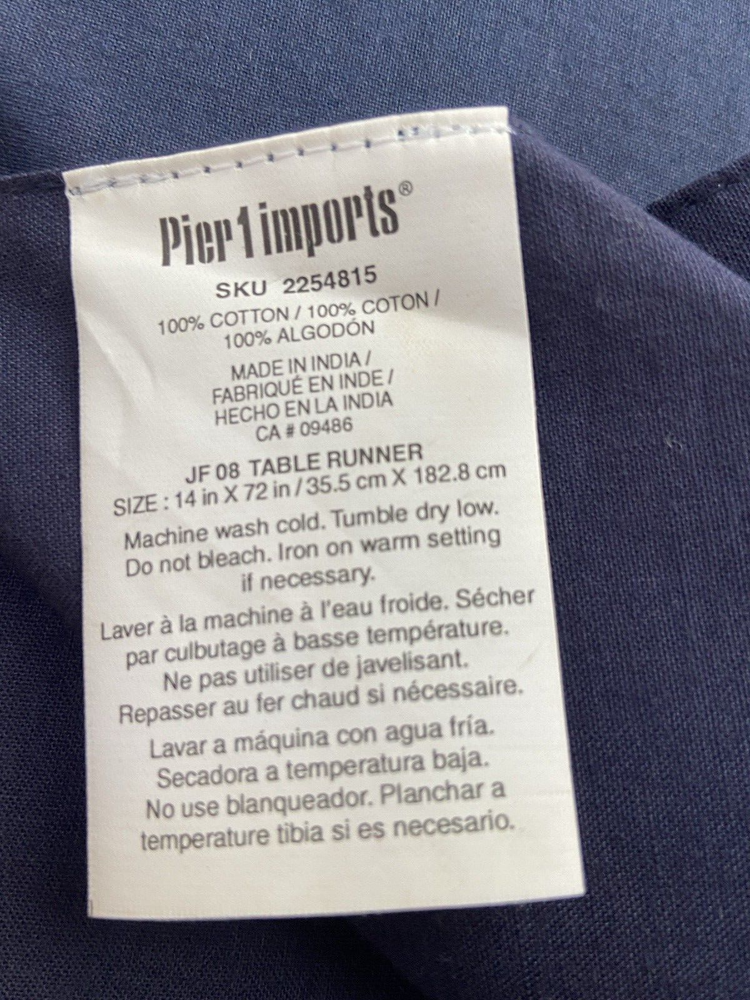 Pier1imports®
SKU 2254815
100% COTTON / 100% COTON /
100% ALGODÓN
MADE IN INDIA /
FABRIQUÉ EN INDE /
HECHO EN LA INDIA
CA # 09486
JF 08 TABLE RUNNER
SIZE : 14 in X 72 in / 35.5 cm X 182.8 cm
Machine wash cold. Tumble dry low.
Do not bleach. Iron on warm setting
if necessary.
Laver à la machine à l'eau froide. Sécher
par culbutage à basse température.
Ne pas utiliser de javelisant.
Repasser au fer chaud si nécessaire.
Lavar a máquina con agua fría.
Secadora a temperatura baja.
No use blanqueador. Planchar a
temperature tibia si es necesario.